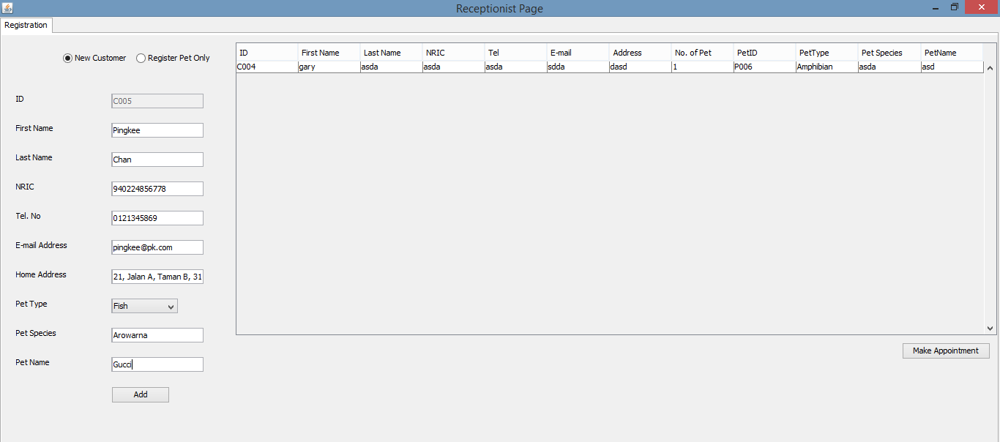 Receptionist Page
Registration
New Customer Register Pet Only
ID C005
First Name Pingkee
Last Name Chan
NRIC 940224856778
Tel. No 0121345869
E-mail Address pingkee@pk.com
Home Address 21, Jalan A, Taman B, 31
Pet Type Fish
Pet Species Arowarna
Pet Name Gucci
Add
ID First Name Last Name NRIC Tel E-mail Address No. of Pet PetID PetType Pet Species PetName
C004 gary asda asda asda sdda dasd 1 P006 Amphibian asda asd
Make Appointment